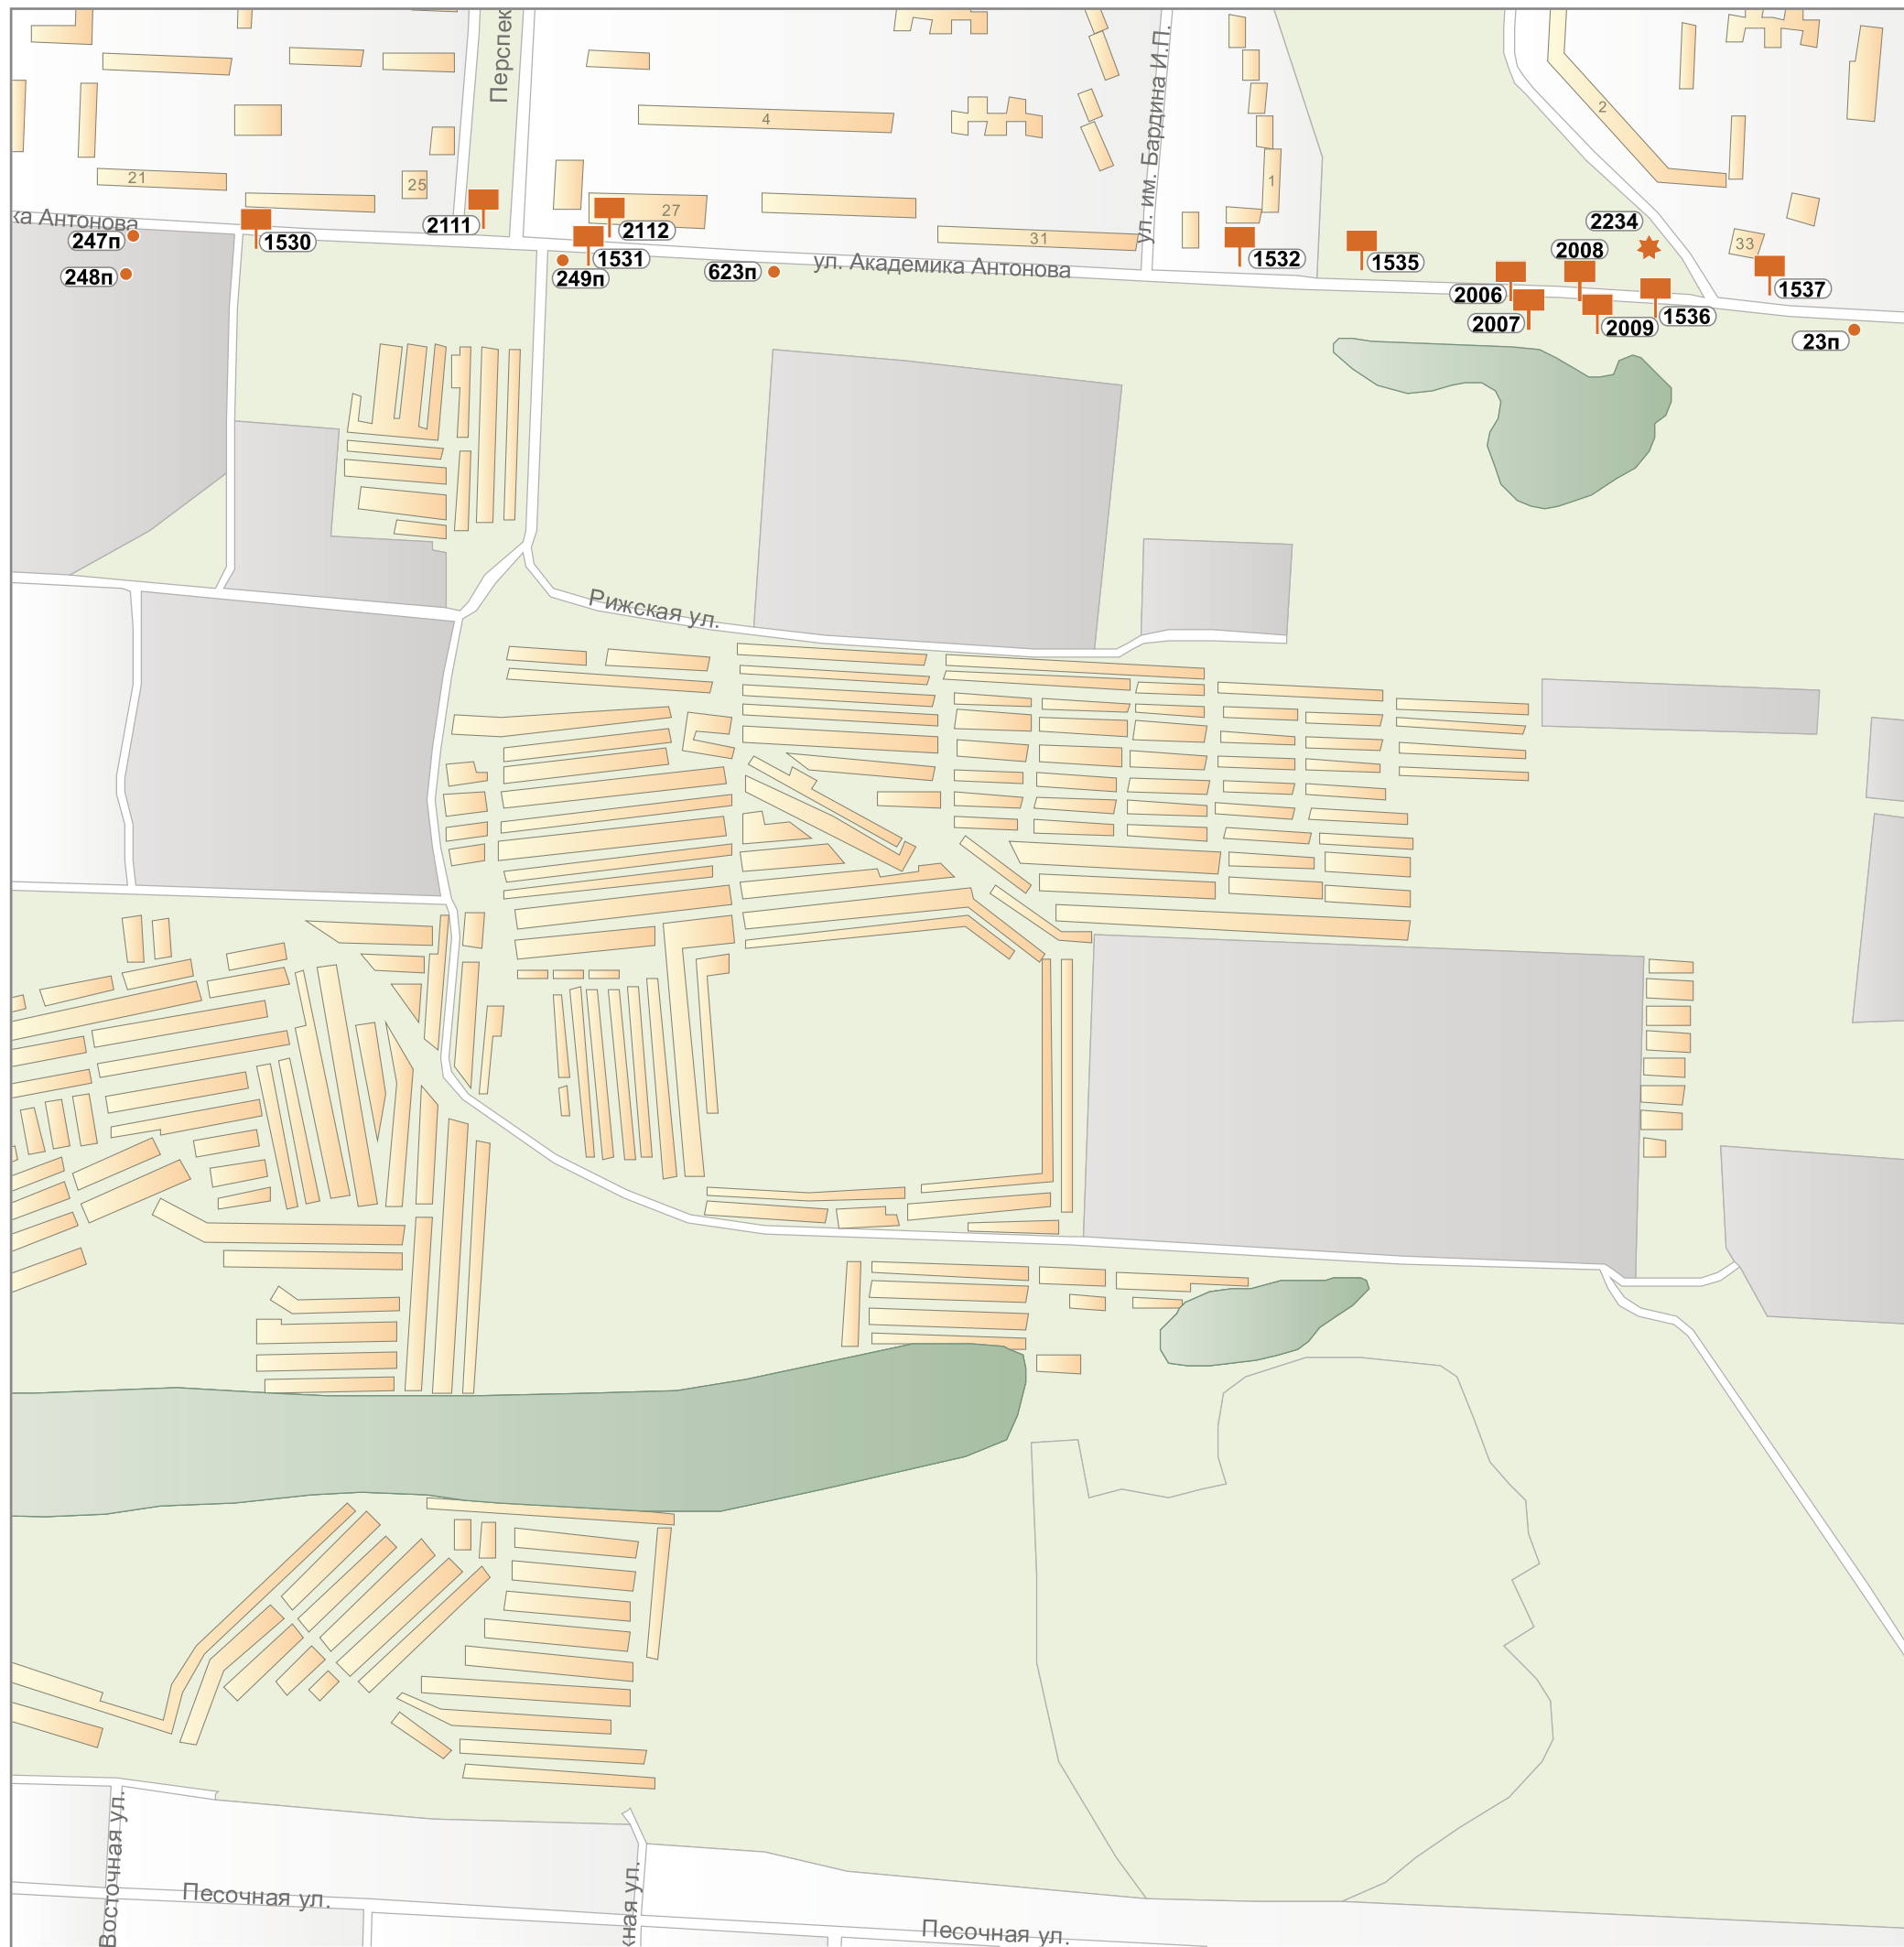 Перспек
ул. им. Бардина И.П.
2
4
21
25
1
27
31
33
ка Антонова
247п
248п
1530
2111
2112
1531
249п
623п
ул. Академика Антонова
1532
1535
2234
2008
2006
2007
2009
1536
1537
23п
Рижская ул.
Восточная ул.
Песочная ул.
жная ул.
Песочная ул.